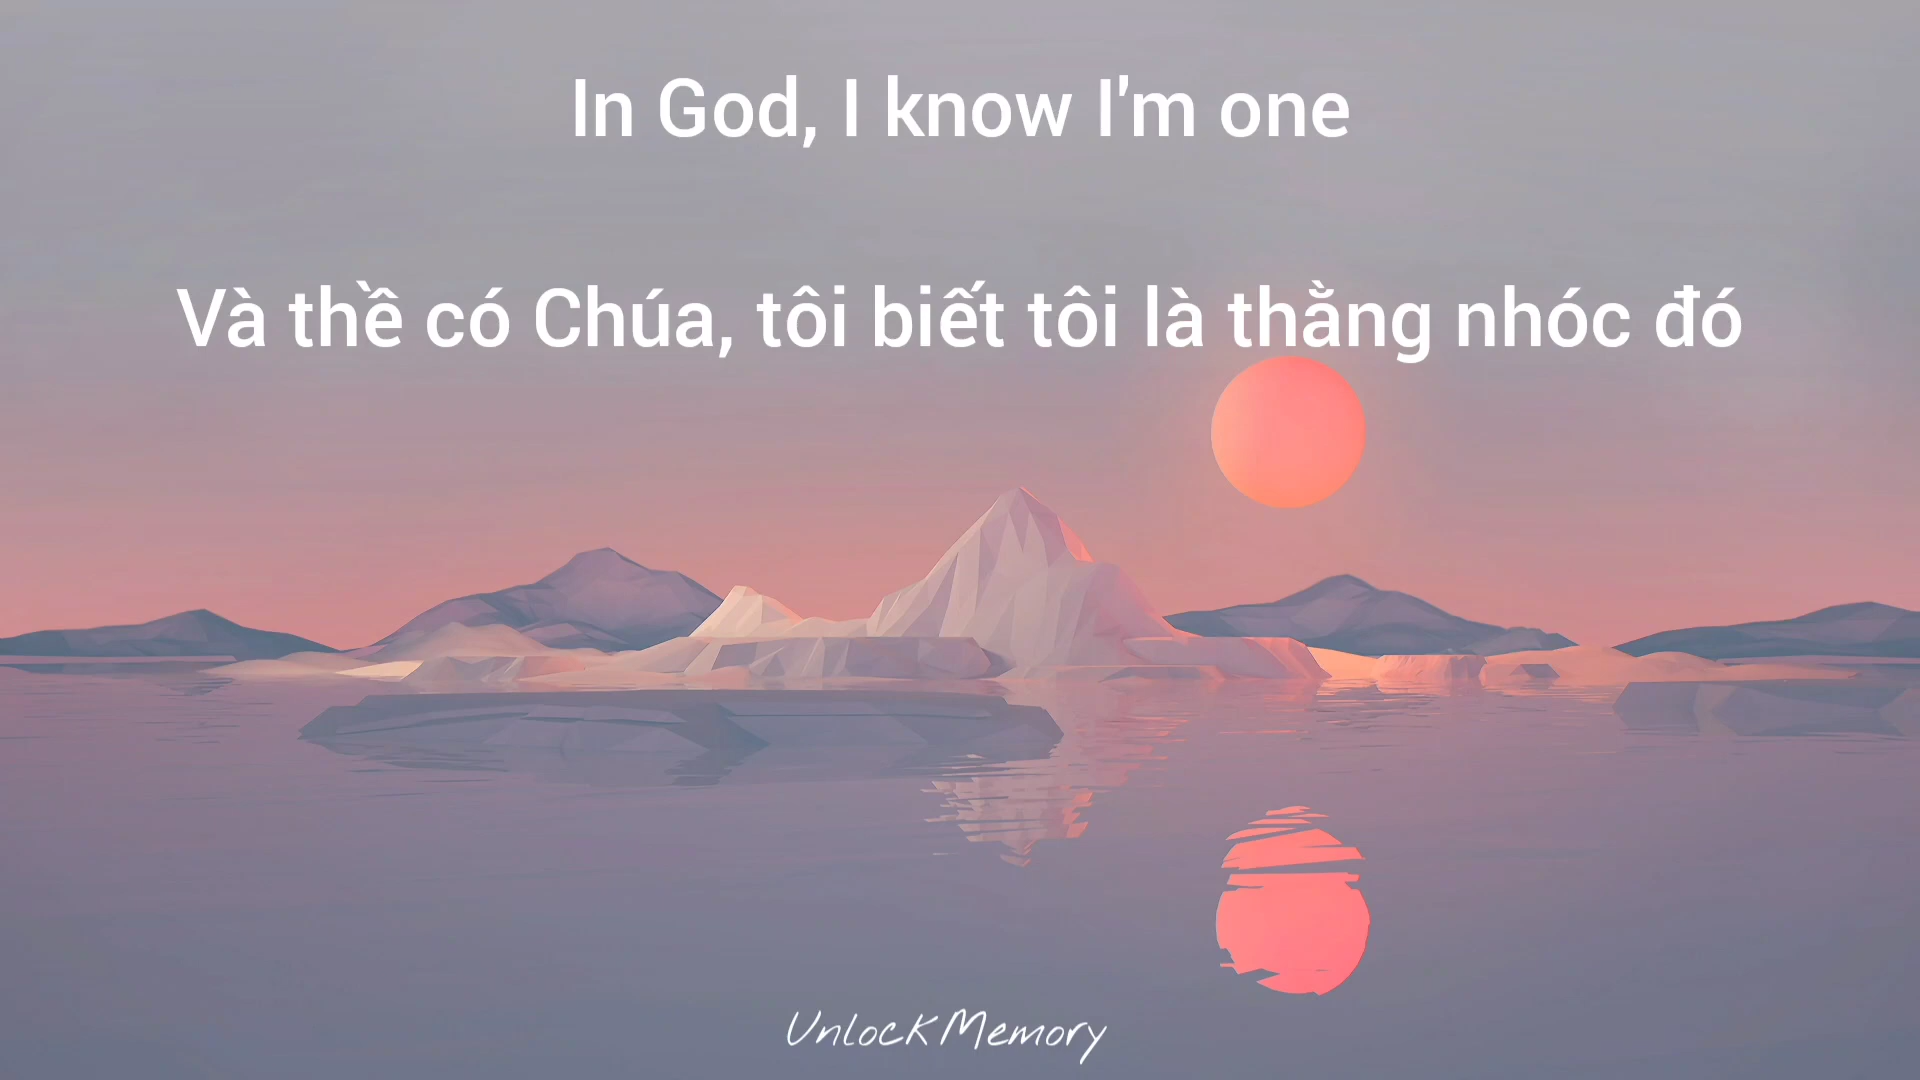 In God, I know I'm one
Và thề có Chúa, tôi biết tôi là thằng nhóc đó
UnlockMemory